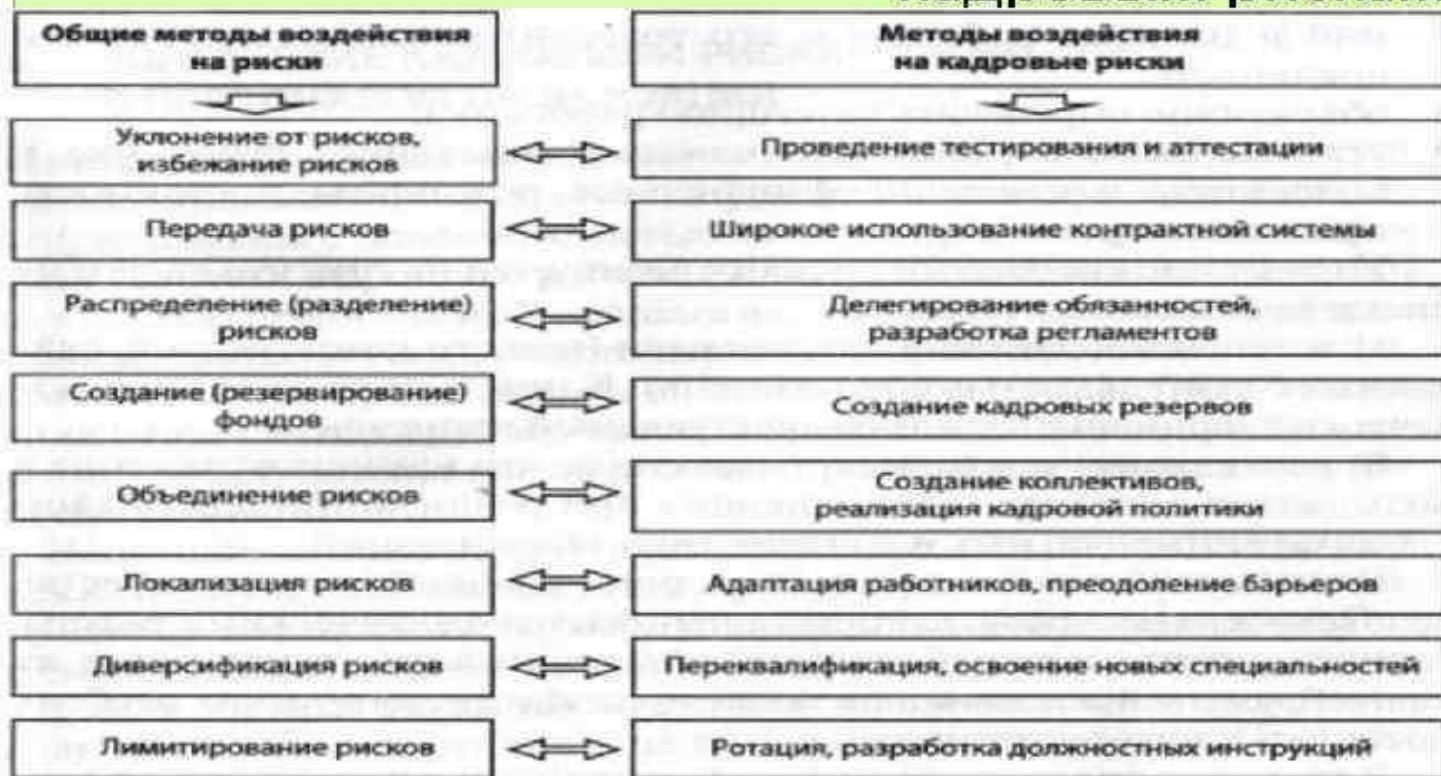 Общие методы воздействия
на риски
Методы воздействия
на кадровые риски
Уклонение от рисков,
избежание рисков
Проведение тестирования и аттестации
Передача рисков
Широкое использование контрактной системы
Распределение (разделение)
рисков
Делегирование обязанностей,
разработка регламентов
Создание (резервирование)
фондов
Создание кадровых резервов
Объединение рисков
Создание коллективов,
реализация кадровой политики
Локализация рисков
Адаптация работников, преодоление барьеров
Диверсификация рисков
Переквалификация, освоение новых специальностей
Лимитирование рисков
Ротация, разработка должностных инструкций